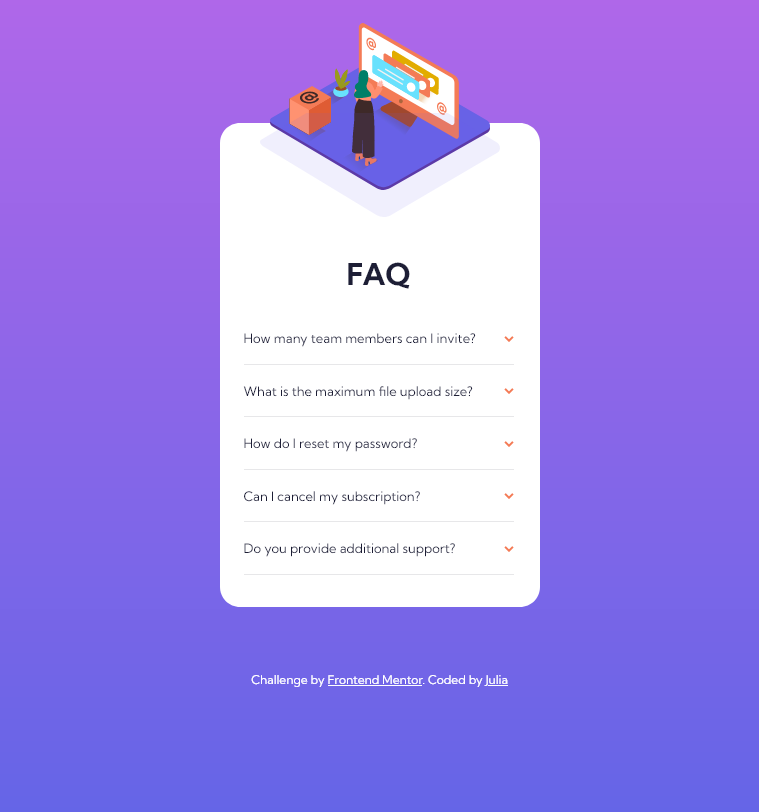 FAQ
How many team members can I invite?
What is the maximum file upload size?
How do I reset my password?
Can I cancel my subscription?
Do you provide additional support?
Challenge by Frontend Mentor. Coded by Julia